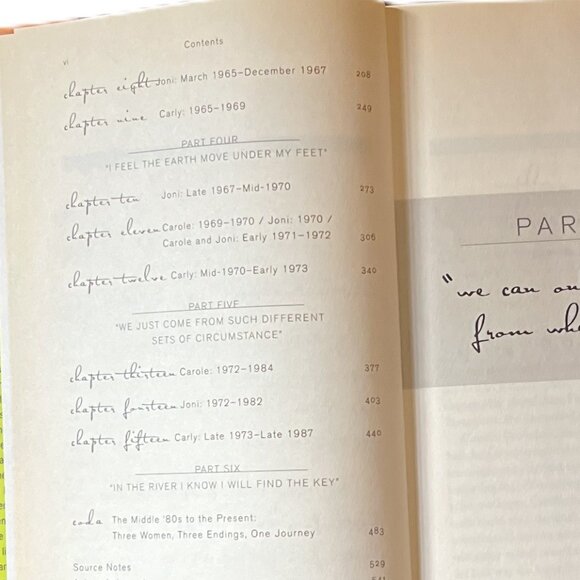 vi
Contents
chapter eight Joni: March 1965–December 1967 208
chapter nine Carly: 1965–1969 249
PART FOUR
"I FEEL THE EARTH MOVE UNDER MY FEET"
chapter ten Joni: Late 1967–Mid-1970 273
chapter eleven Carole: 1969–1970 / Joni: 1970 /
Carole and Joni: Early 1971–1972 306
chapter twelve Carly: Mid-1970–Early 1973 340
PART FIVE
"WE JUST COME FROM SUCH DIFFERENT
SETS OF CIRCUMSTANCE"
chapter thirteen Carole: 1972–1984 377
chapter fourteen Joni: 1972–1982 403
chapter fifteen Carly: Late 1973–Late 1987 440
PART SIX
"IN THE RIVER I KNOW I WILL FIND THE KEY"
coda The Middle '80s to the Present:
Three Women, Three Endings, One Journey 483
Source Notes 529
PAR
"we can
from